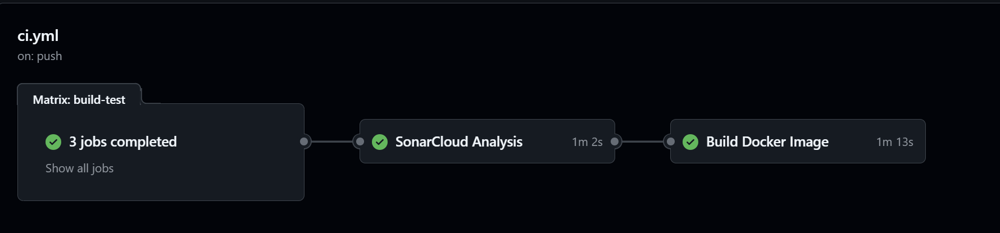 ci.yml
on: push
Matrix: build-test
3 jobs completed
Show all jobs
SonarCloud Analysis 1m 2s
Build Docker Image 1m 13s